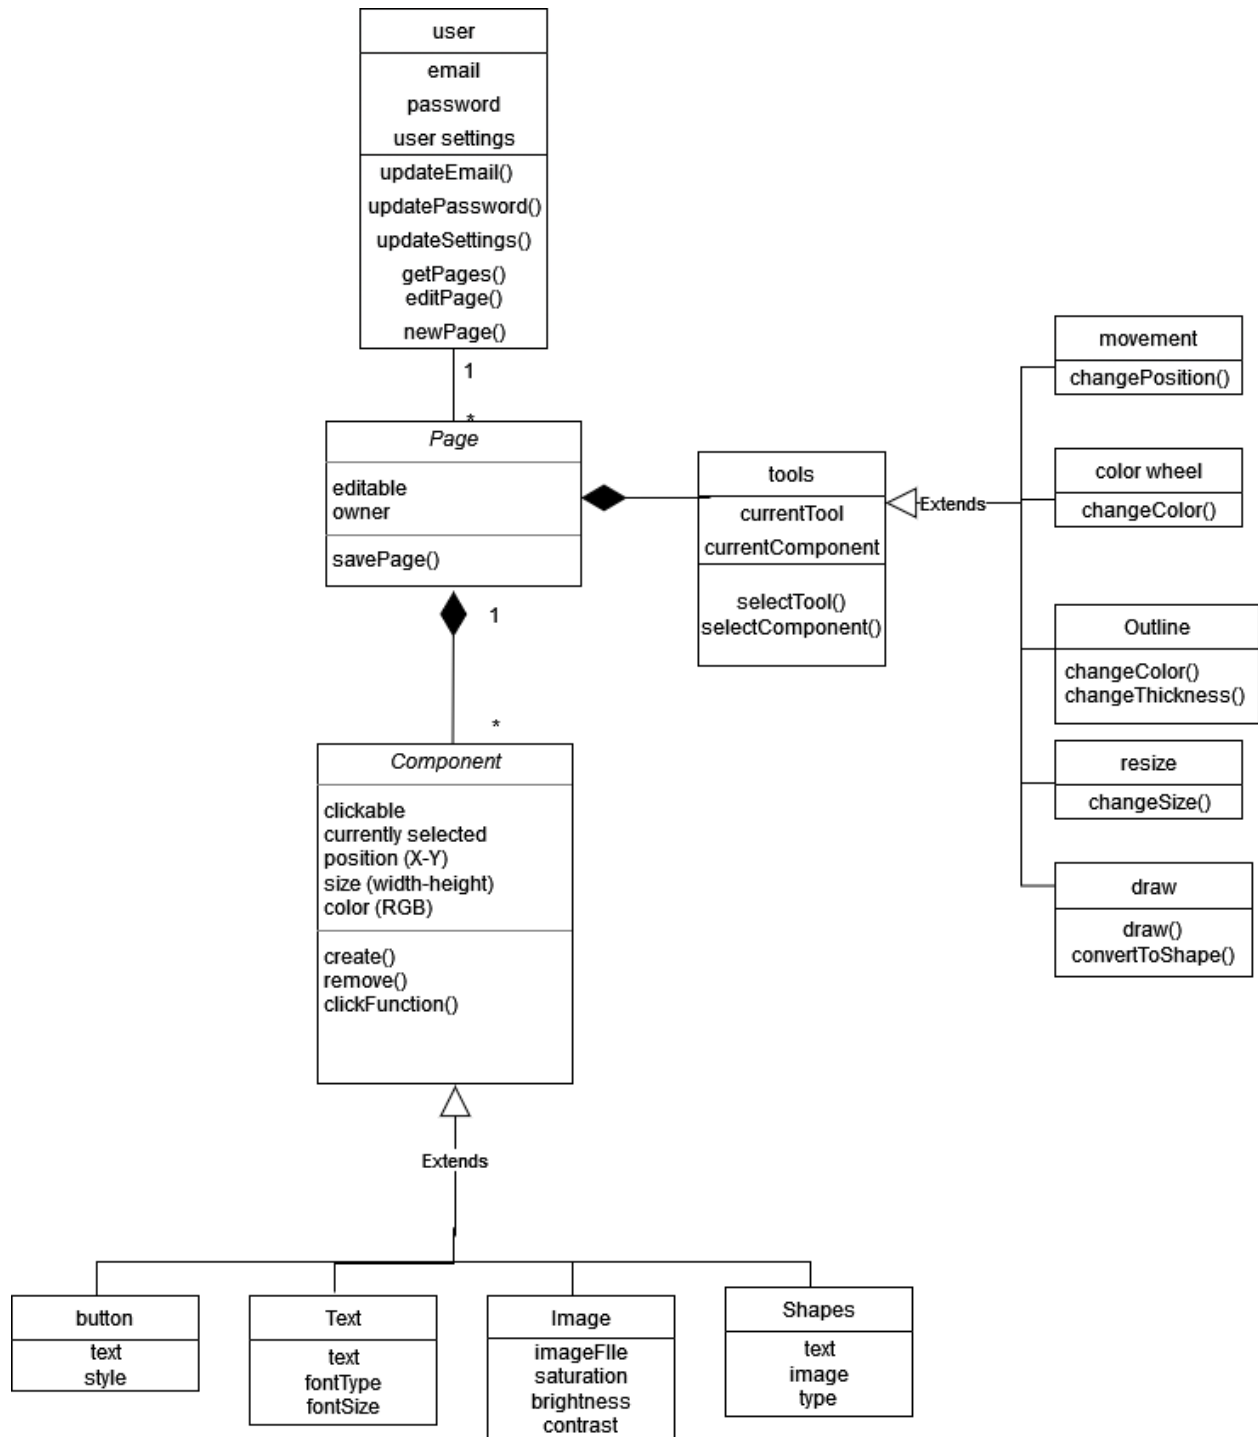 user
email
password
user settings
updateEmail()
updatePassword()
updateSettings()
getPages()
editPage()
newPage()
1
*
Page
editable
owner
savePage()
tools
currentTool
currentComponent
selectTool()
selectComponent()
Extends
movement
changePosition()
color wheel
changeColor()
Outline
changeColor()
changeThickness()
resize
changeSize()
draw
draw()
convertToShape()
1
*
Component
clickable
currently selected
position (X-Y)
size (width-height)
color (RGB)
create()
remove()
clickFunction()
Extends
button
text
style
Text
text
fontType
fontSize
Image
imageFIle
saturation
brightness
contrast
Shapes
text
image
type